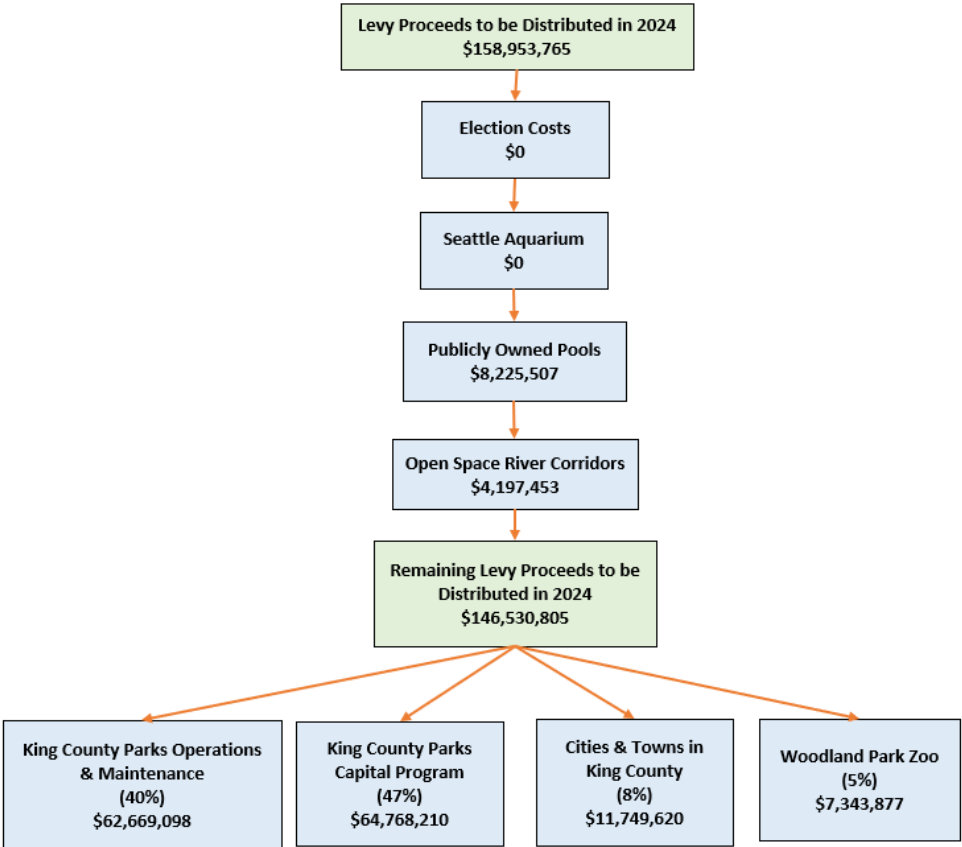 Levy Proceeds to be Distributed in 2024
$158,953,765
Election Costs
$0
Seattle Aquarium
$0
Publicly Owned Pools
$8,225,507
Open Space River Corridors
$4,197,453
Remaining Levy Proceeds to be
Distributed in 2024
$146,530,805
King County Parks Operations
& Maintenance
(40%)
$62,669,098
King County Parks
Capital Program
(47%)
$64,768,210
Cities & Towns in
King County
(8%)
$11,749,620
Woodland Park Zoo
(5%)
$7,343,877